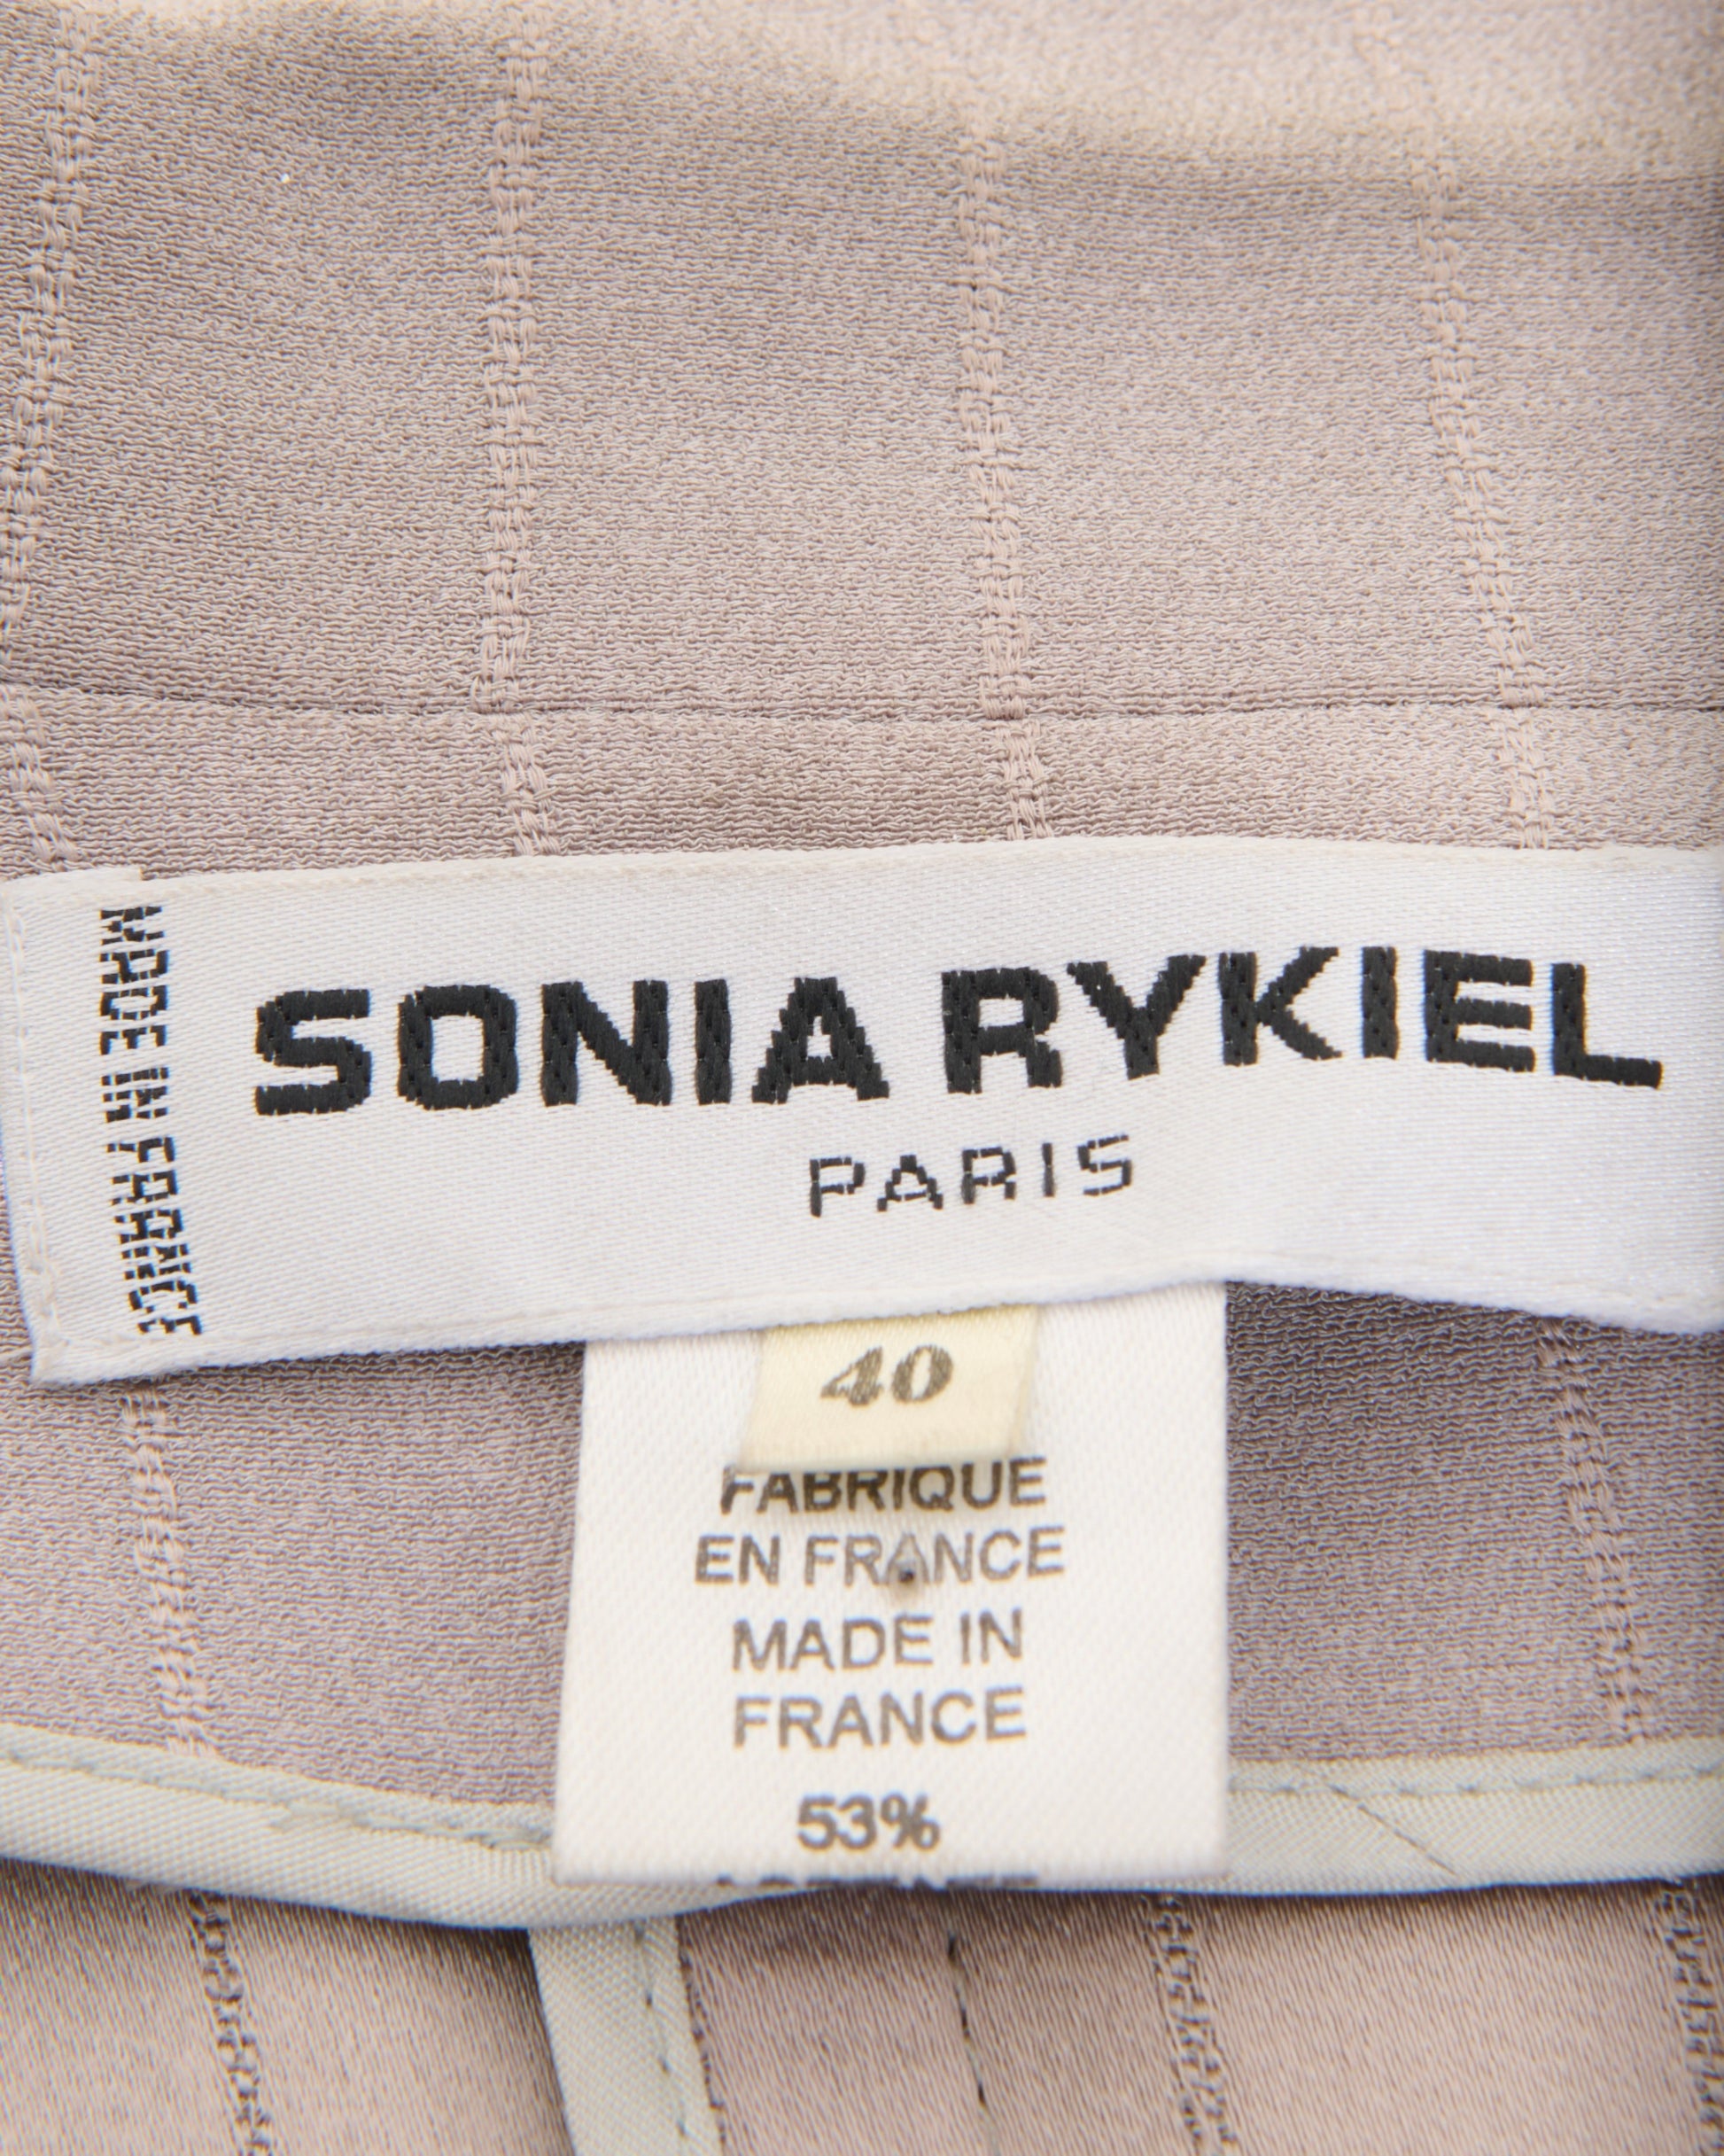 MADE IN FRANCE
SONIA RYKIEL
PARIS
40
FABRIQUE
EN FRANCE
MADE IN
FRANCE
53%